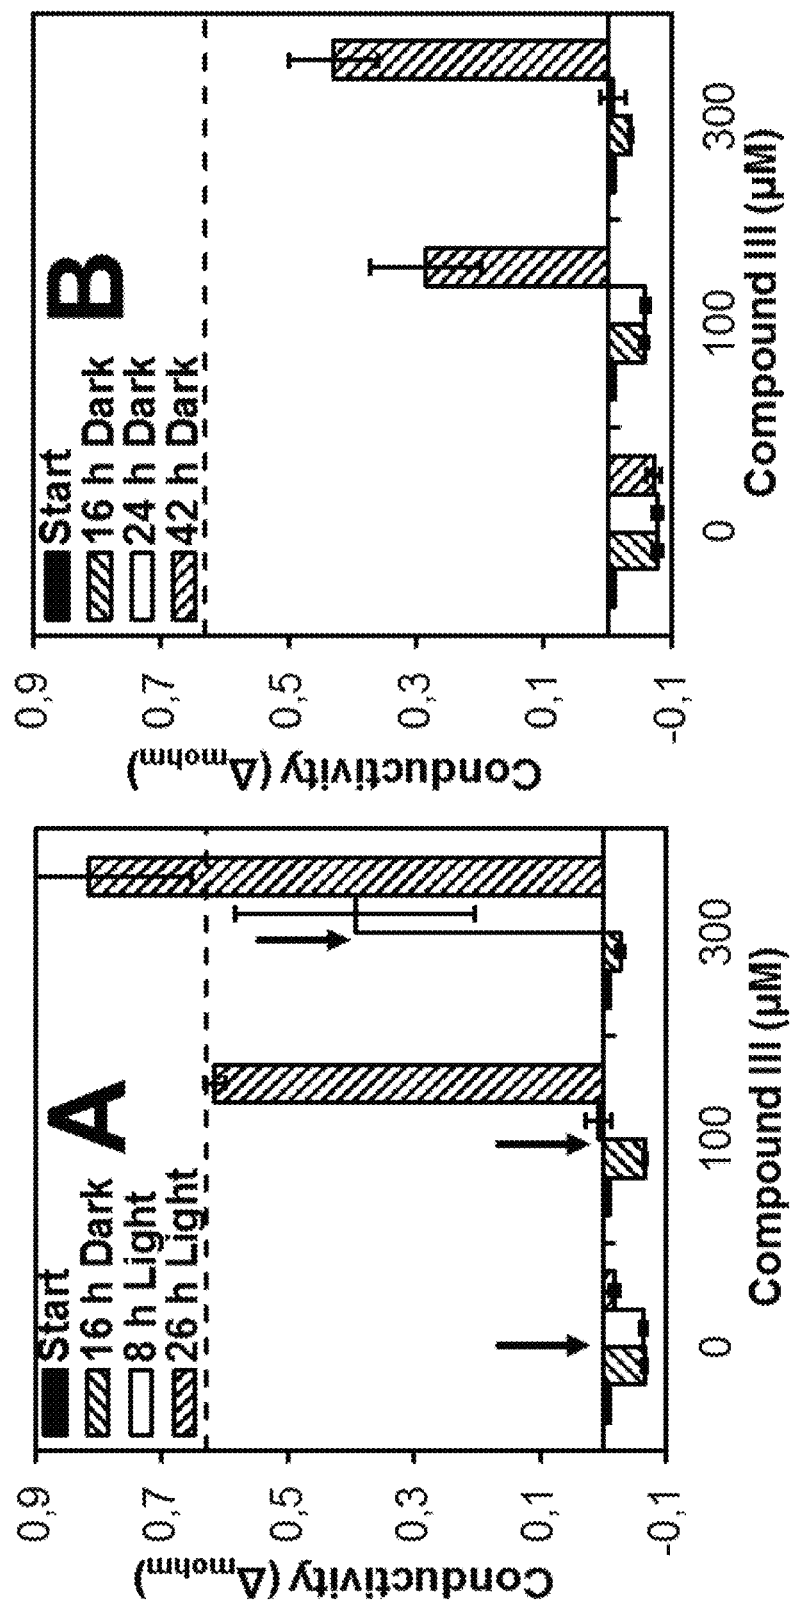 A
Start
16 h Dark
8 h Light
26 h Light
0,9
0,7
0,5
0,3
0,1
-0,1
Conductivity (Δmohm)
0
100
300
Compound III (µM)
B
Start
16 h Dark
24 h Dark
42 h Dark
0,9
0,7
0,5
0,3
0,1
-0,1
Conductivity (Δmohm)
0
100
300
Compound III (µM)